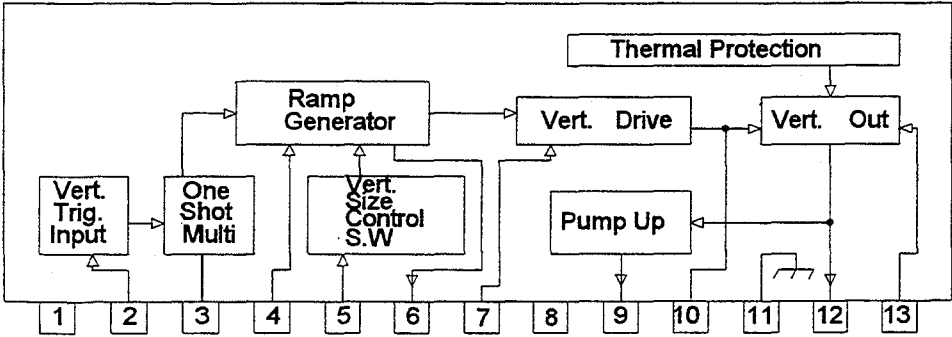 Thermal Protection
Ramp
Generator
Vert. Drive
Vert. Out
Vert.
Trig.
Input
One
Shot
Multi
Vert.
Size
Control
S.W
Pump Up
1 2 3 4 5 6 7 8 9 10 11 12 13